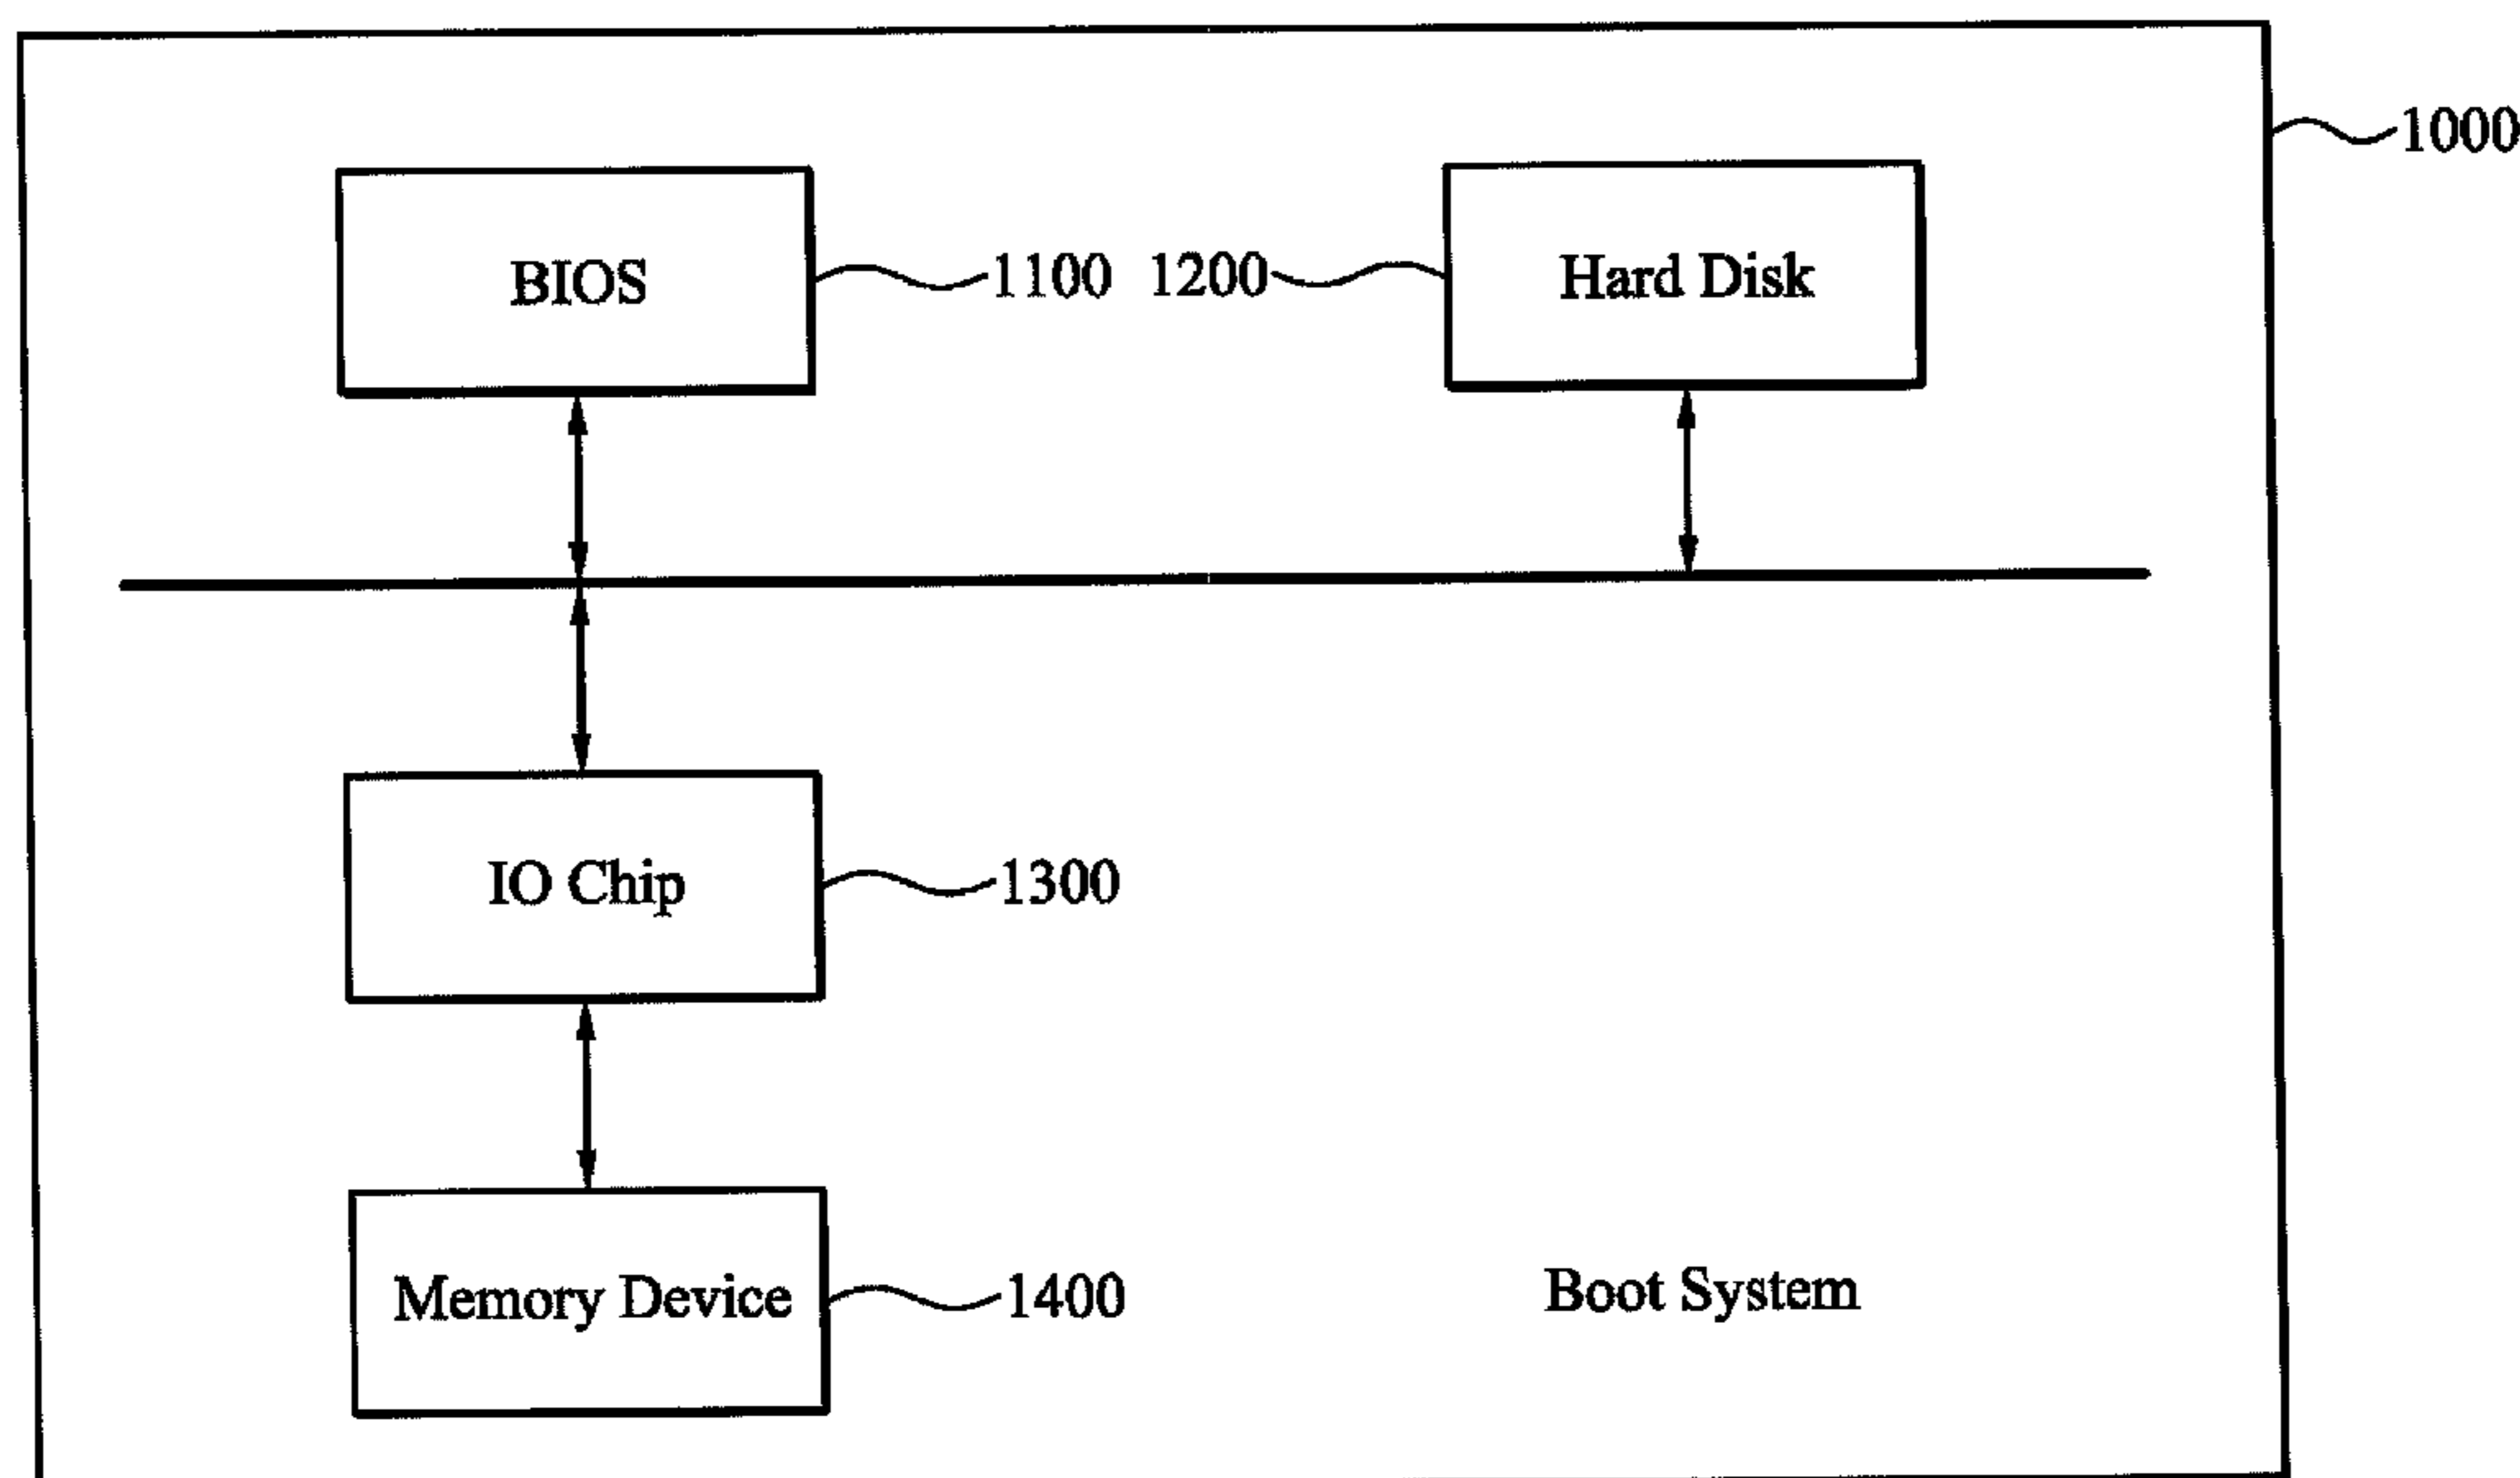 1000
BIOS
1100
1200
Hard Disk
IO Chip
1300
Memory Device
1400
Boot System